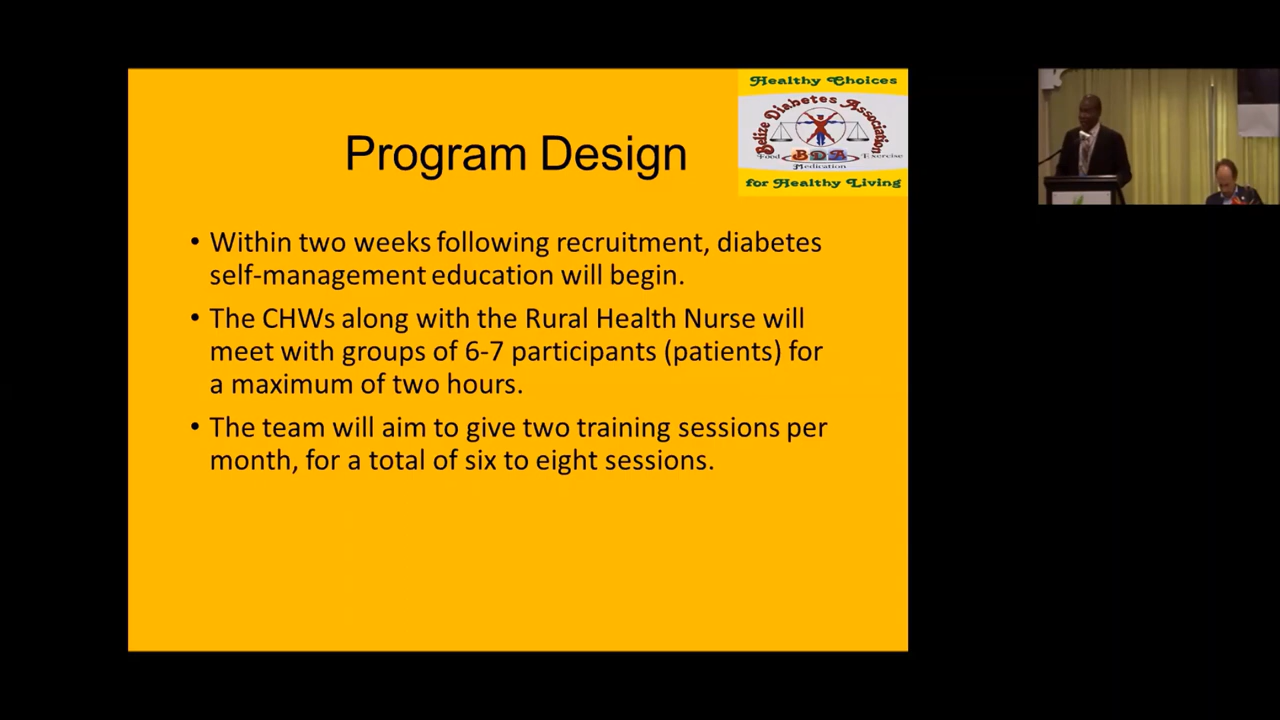 Healthy Choices
Belize Diabetes Association
Food BDA Exercise
Medication
for Healthy Living
Program Design
• Within two weeks following recruitment, diabetes
self-management education will begin.
• The CHWs along with the Rural Health Nurse will
meet with groups of 6-7 participants (patients) for
a maximum of two hours.
• The team will aim to give two training sessions per
month, for a total of six to eight sessions.